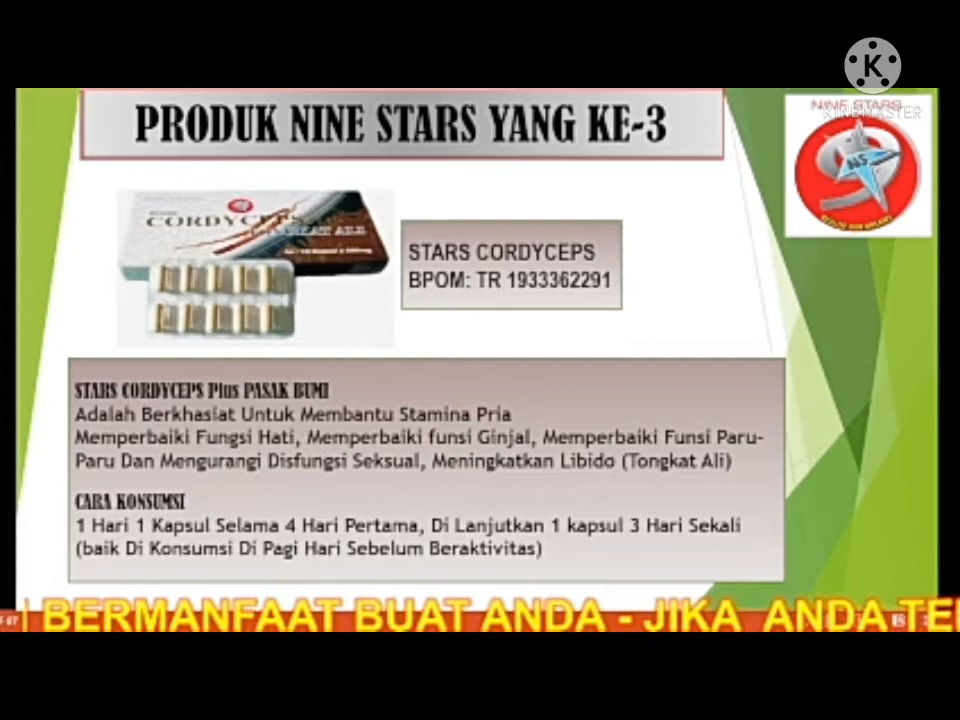 KINEMASTER
PRODUK NINE STARS YANG KE-3
NINE STARS
NS
CORDYCEPS
STARS CORDYCEPS
BPOM: TR 1933362291
STARS CORDYCEPS Plus PASAK BUMI
Adalah Berkhasiat Untuk Membantu Stamina Pria
Memperbaiki Fungsi Hati, Memperbaiki funsi Ginjal, Memperbaiki Funsi Paru-
Paru Dan Mengurangi Disfungsi Seksual, Meningkatkan Libido (Tongkat Ali)
CARA KONSUMSI
1 Hari 1 Kapsul Selama 4 Hari Pertama, Di Lanjutkan 1 kapsul 3 Hari Sekali
(baik Di Konsumsi Di Pagi Hari Sebelum Beraktivitas)
BERMANFAAT BUAT ANDA - JIKA ANDA TE